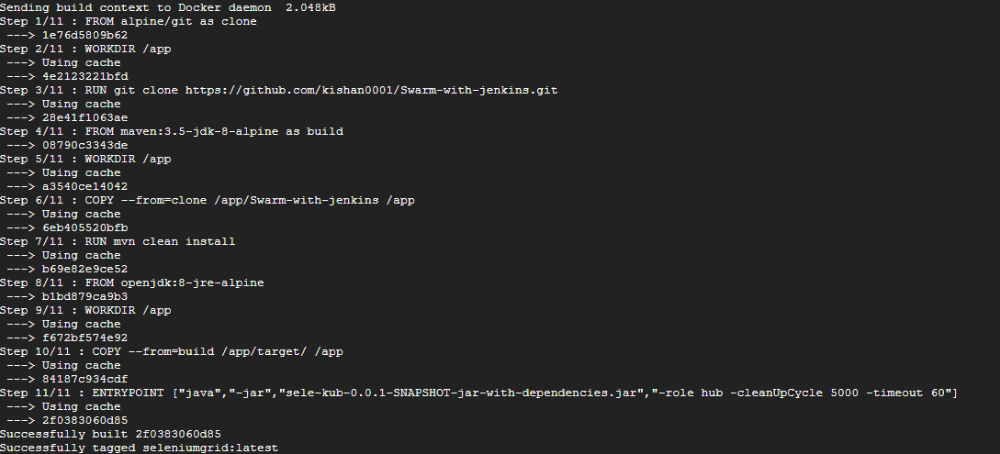 Sending build context to Docker daemon  2.048kB
Step 1/11 : FROM alpine/git as clone
 ---> 1e76d5809b62
Step 2/11 : WORKDIR /app
 ---> Using cache
 ---> 4e2123221bfd
Step 3/11 : RUN git clone https://github.com/kishan0001/Swarm-with-jenkins.git
 ---> Using cache
 ---> 28e41f1063ae
Step 4/11 : FROM maven:3.5-jdk-8-alpine as build
 ---> 08790c3343de
Step 5/11 : WORKDIR /app
 ---> Using cache
 ---> a3540ce14042
Step 6/11 : COPY --from=clone /app/Swarm-with-jenkins /app
 ---> Using cache
 ---> 6eb405520bfb
Step 7/11 : RUN mvn clean install
 ---> Using cache
 ---> b69e82e9ce52
Step 8/11 : FROM openjdk:8-jre-alpine
 ---> b1bd879ca9b3
Step 9/11 : WORKDIR /app
 ---> Using cache
 ---> f672bf574e92
Step 10/11 : COPY --from=build /app/target/ /app
 ---> Using cache
 ---> 84187c934cdf
Step 11/11 : ENTRYPOINT ["java","-jar","sele-kub-0.0.1-SNAPSHOT-jar-with-dependencies.jar","-role hub -cleanUpCycle 5000 -timeout 60"]
 ---> Using cache
 ---> 2f0383060d85
Successfully built 2f0383060d85
Successfully tagged seleniumgrid:latest